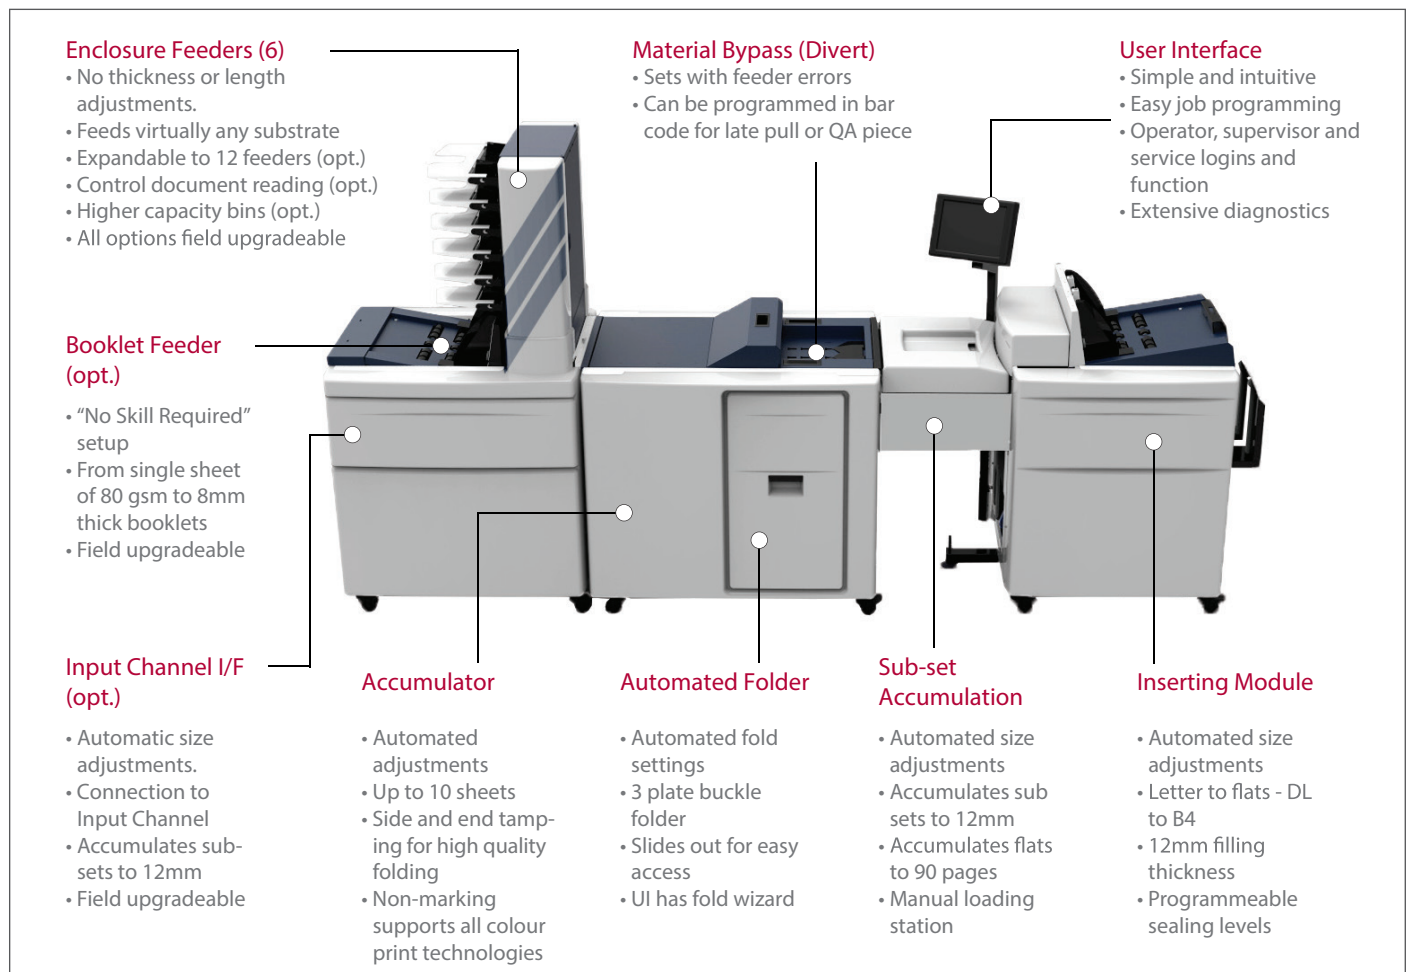 Enclosure Feeders (6)
• No thickness or length
adjustments.
• Feeds virtually any substrate
• Expandable to 12 feeders (opt.)
• Control document reading (opt.)
• Higher capacity bins (opt.)
• All options field upgradeable
Material Bypass (Divert)
• Sets with feeder errors
• Can be programmed in bar
code for late pull or QA piece
User Interface
• Simple and intuitive
• Easy job programming
• Operator, supervisor and
service logins and
function
• Extensive diagnostics
Booklet Feeder
(opt.)
• “No Skill Required”
setup
• From single sheet
of 80 gsm to 8mm
thick booklets
• Field upgradeable
Input Channel I/F
(opt.)
• Automatic size
adjustments.
• Connection to
Input Channel
• Accumulates sub-
sets to 12mm
• Field upgradeable
Accumulator
• Automated
adjustments
• Up to 10 sheets
• Side and end tamp-
ing for high quality
folding
• Non-marking
supports all colour
print technologies
Automated Folder
• Automated fold
settings
• 3 plate buckle
folder
• Slides out for easy
access
• UI has fold wizard
Sub-set
Accumulation
• Automated size
adjustments
• Accumulates sub
sets to 12mm
• Accumulates flats
to 90 pages
• Manual loading
station
Inserting Module
• Automated size
adjustments
• Letter to flats - DL
to B4
• 12mm filling
thickness
• Programmeable
sealing levels